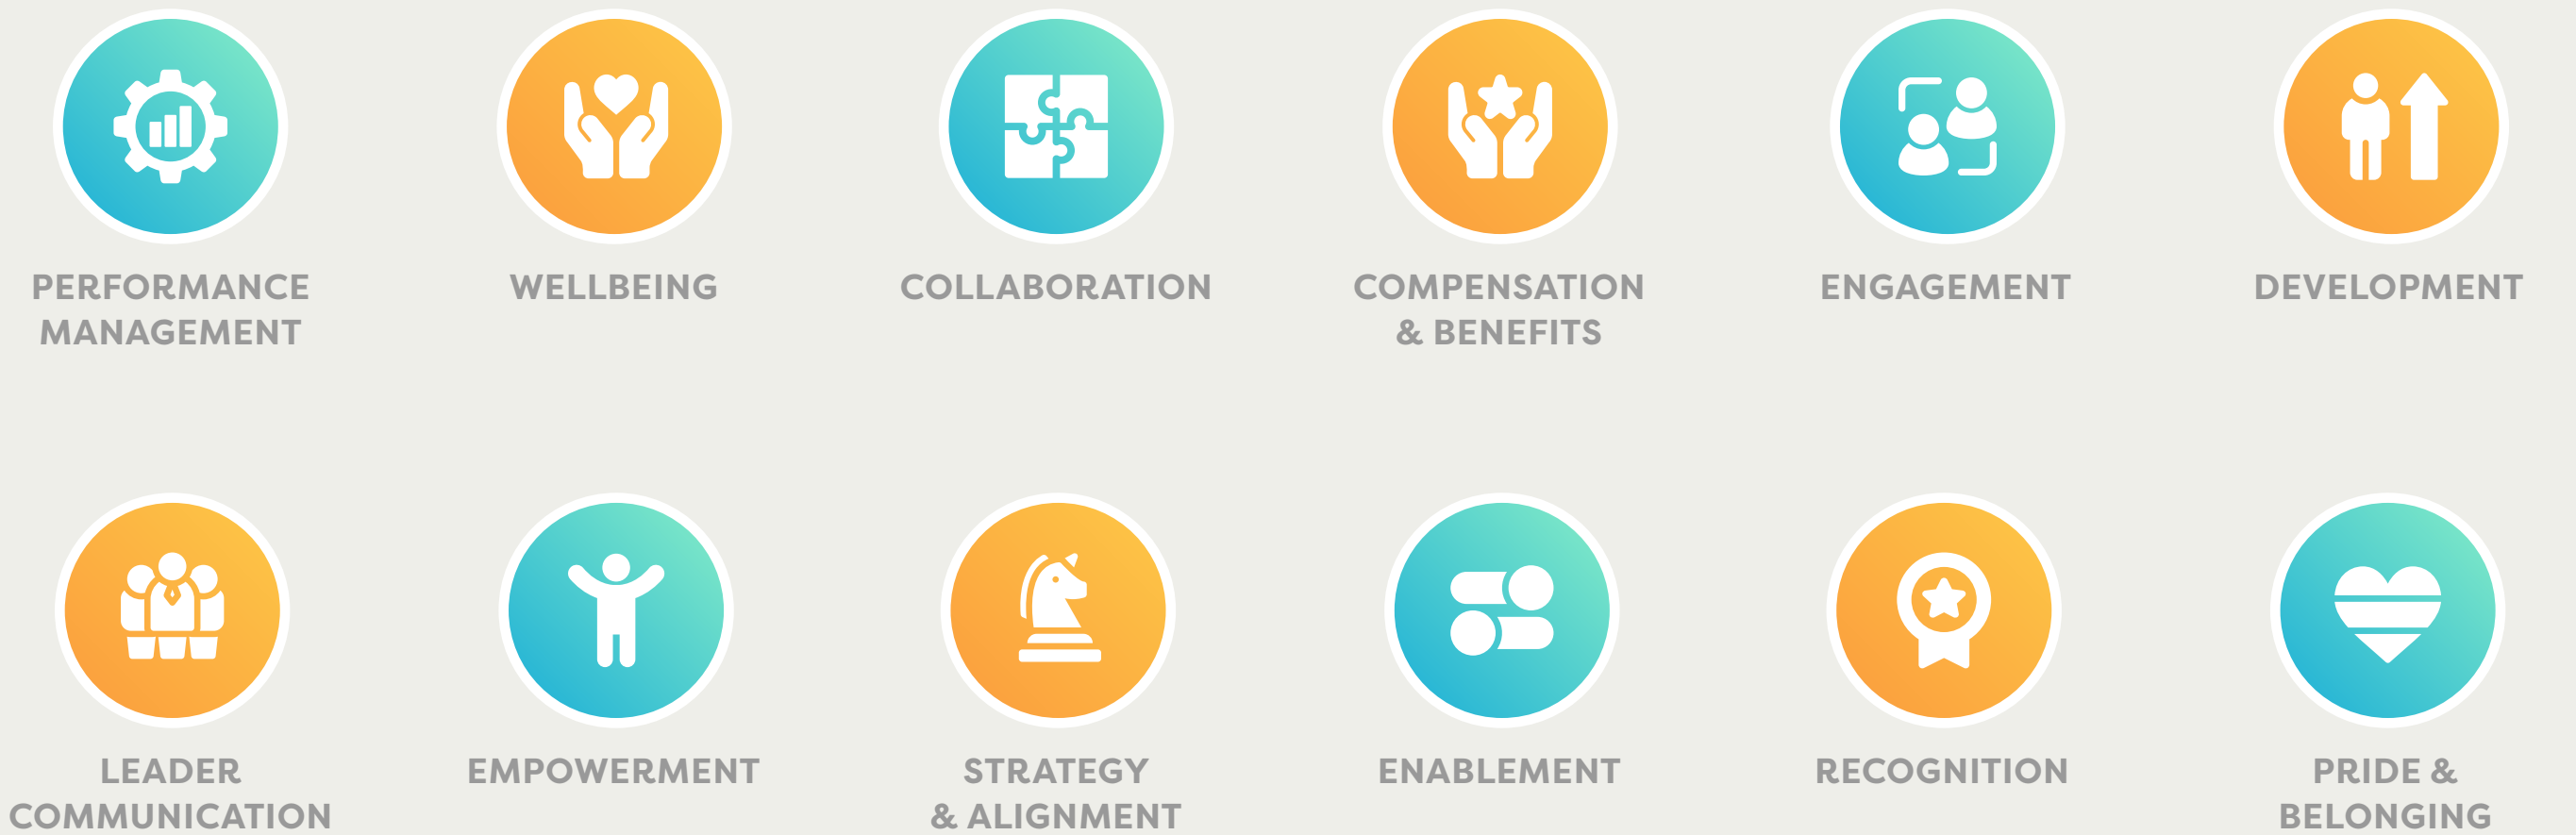 PERFORMANCE
MANAGEMENT
WELLBEING
COLLABORATION
COMPENSATION
& BENEFITS
ENGAGEMENT
DEVELOPMENT
LEADER
COMMUNICATION
EMPOWERMENT
STRATEGY
& ALIGNMENT
ENABLEMENT
RECOGNITION
PRIDE &
BELONGING